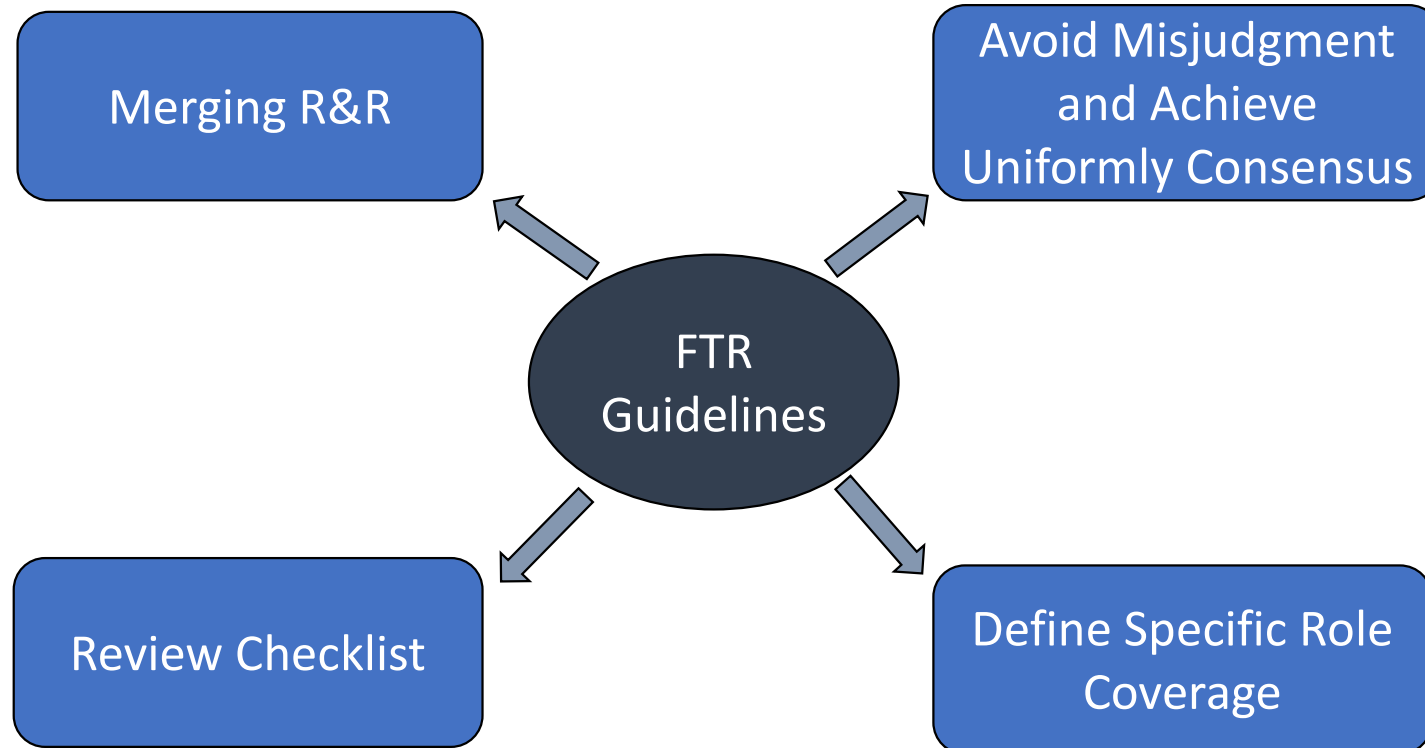 Merging R&R
Avoid Misjudgment
and Achieve
Uniformly Consensus
FTR
Guidelines
Review Checklist
Define Specific Role
Coverage